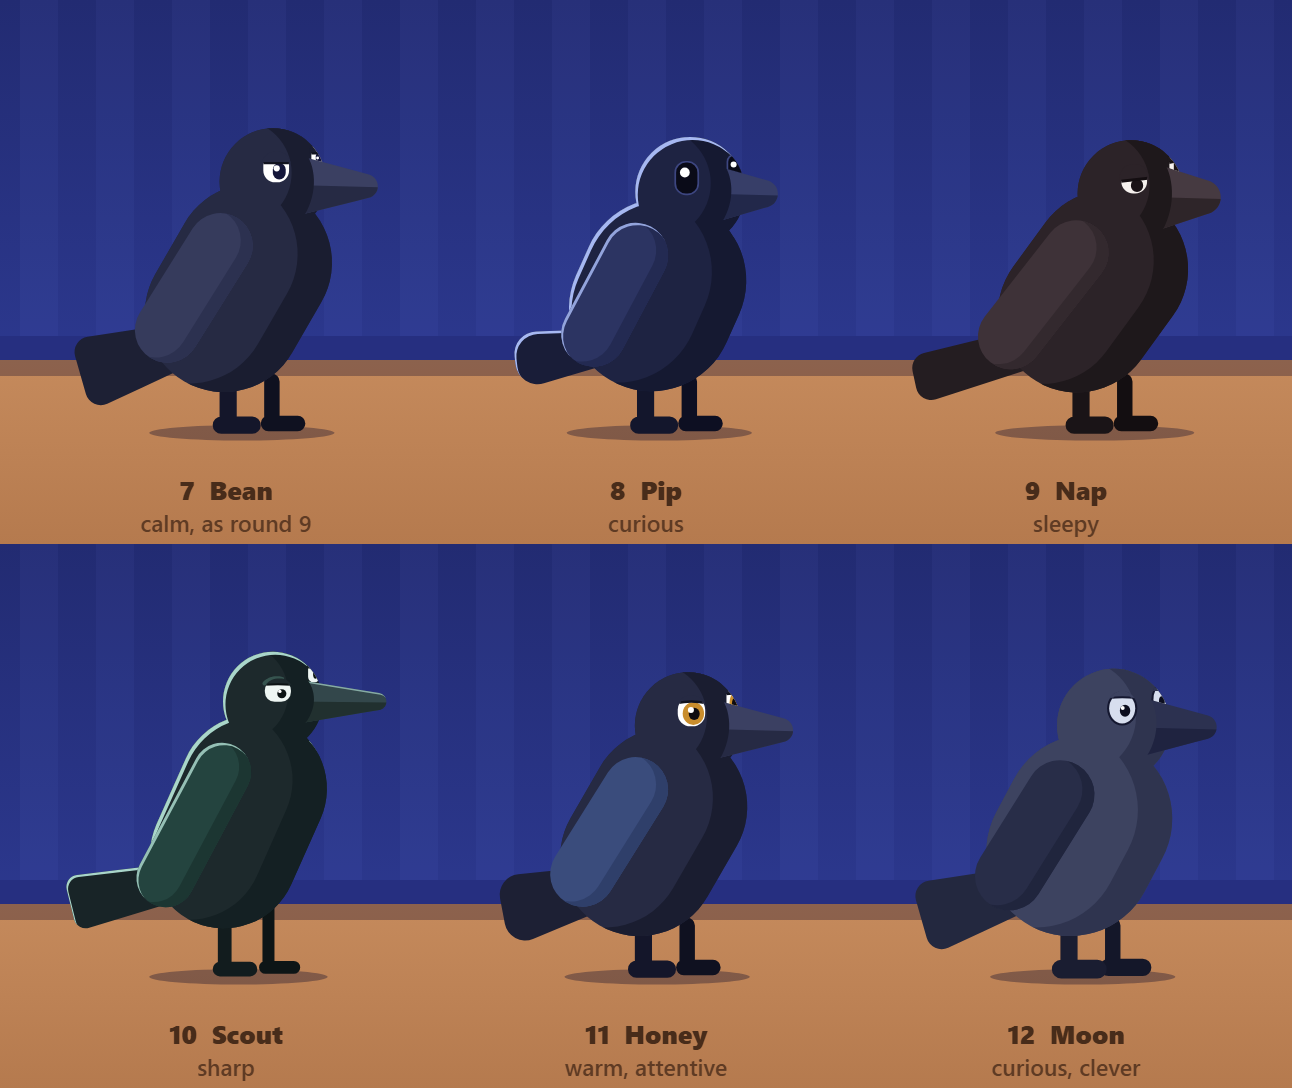 7 Bean
calm, as round 9
8 Pip
curious
9 Nap
sleepy
10 Scout
sharp
11 Honey
warm, attentive
12 Moon
curious, clever